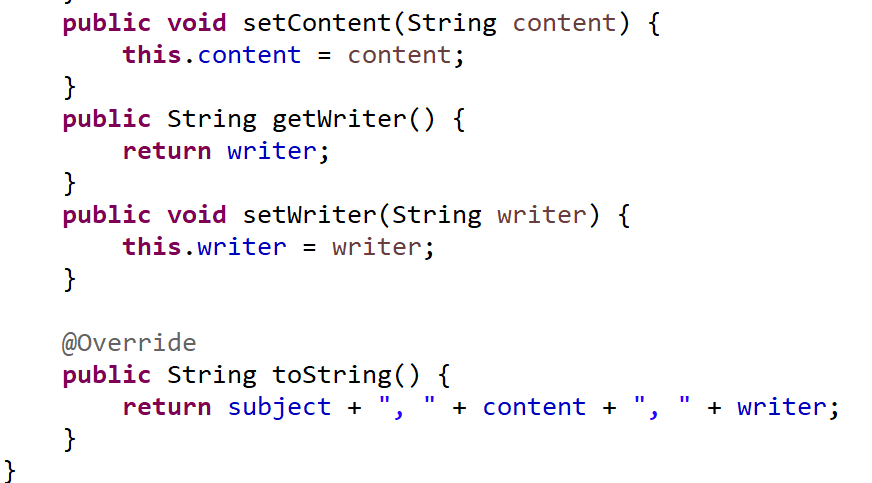 public void setContent(String content) {
this.content = content;
}
public String getWriter() {
return writer;
}
public void setWriter(String writer) {
this.writer = writer;
}
@Override
public String toString() {
return subject + ", " + content + ", " + writer;
}
}